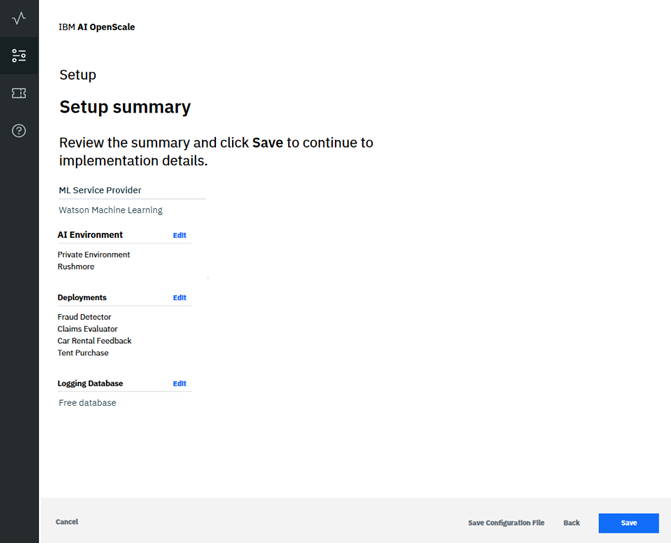 IBM AI OpenScale
Setup
Setup summary
Review the summary and click Save to continue to
implementation details.
ML Service Provider
Watson Machine Learning
AI Environment Edit
Private Environment
Rushmore
Deployments Edit
Fraud Detector
Claims Evaluator
Car Rental Feedback
Tent Purchase
Logging Database Edit
Free database
Cancel Save Configuration File Back Save